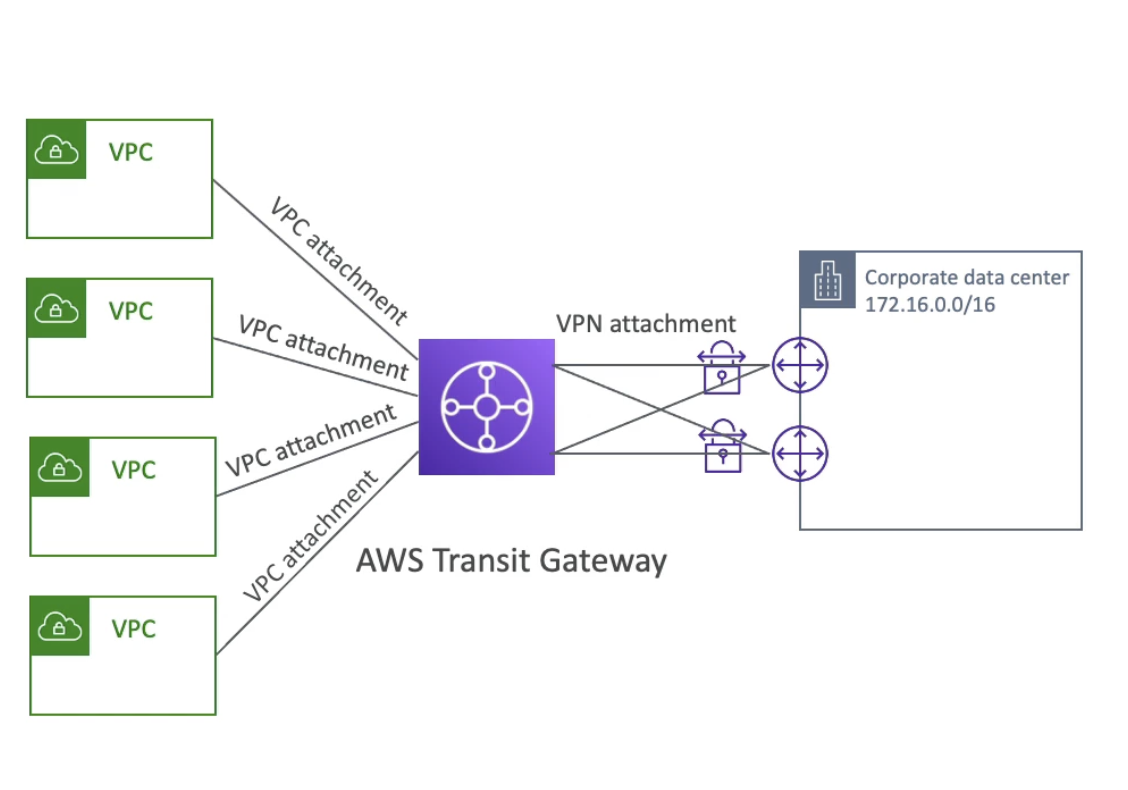 VPC
VPC attachment
VPC
VPC attachment
VPC
VPC attachment
VPC
VPC attachment
AWS Transit Gateway
VPN attachment
Corporate data center
172.16.0.0/16